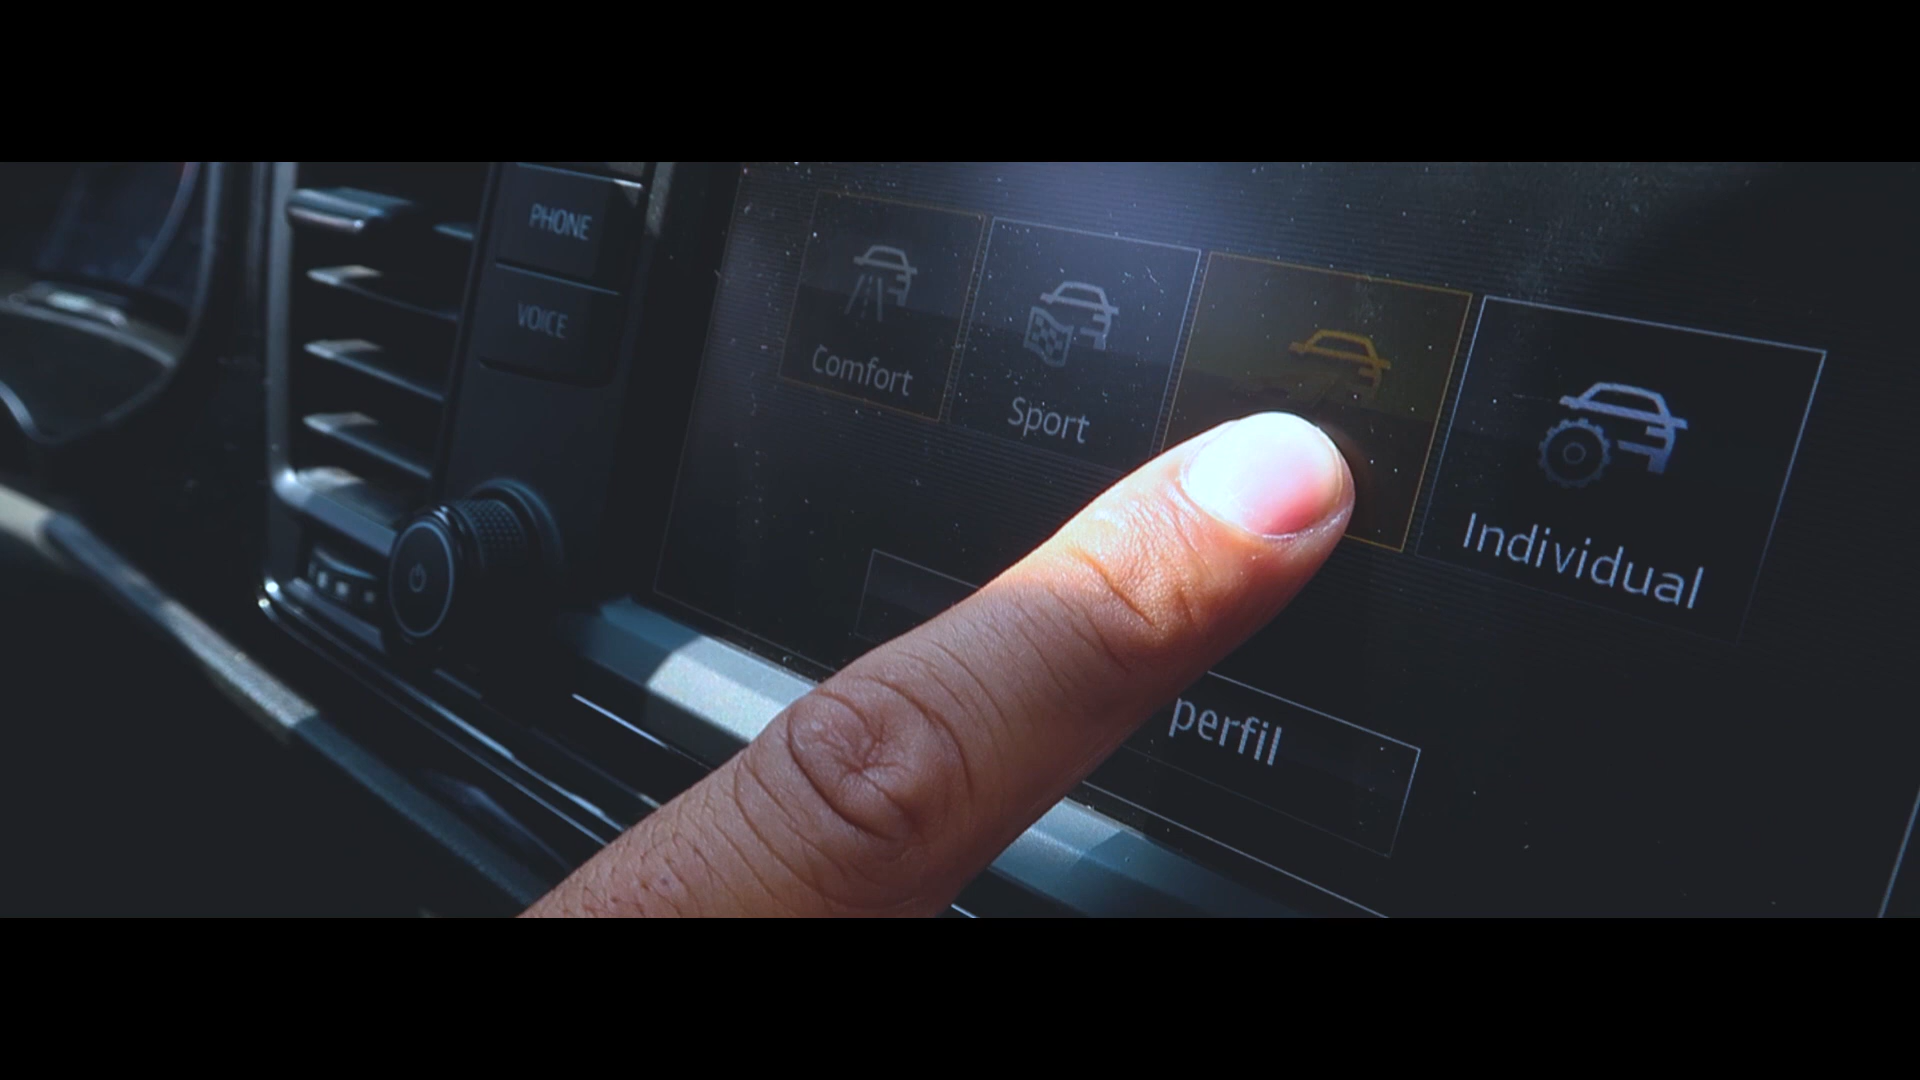 PHONE
VOICE
Comfort
Sport
Individual
perfil